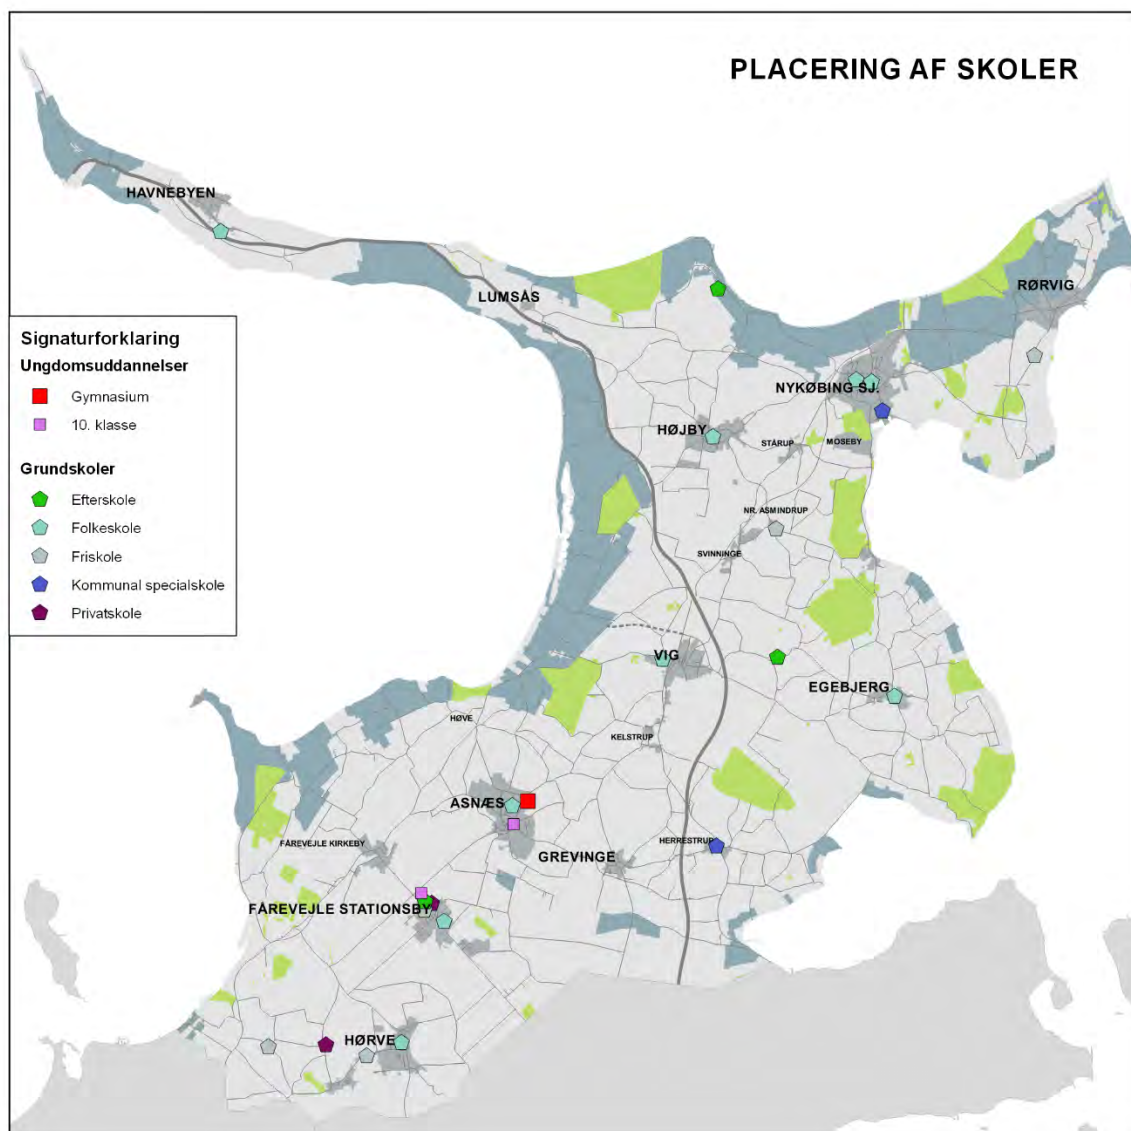 PLACERING AF SKOLER
HAVNEBYEN
LUMSÅS
RØRVIG
Signaturforklaring
Ungdomsuddannelser
Gymnasium
10. klasse
Grundskoler
Efterskole
Folkeskole
Friskole
Kommunal specialskole
Privatskole
NYKØBING SJ.
HØJBY
STÅRUP
MOSEBY
NR. ASMINDRUP
SVINNINGE
VIG
EGEBJERG
HØVE
KELSTRUP
ASNÆS
FÅREVEJLE KIRKEBY
GREVINGE
HERRESTRUP
FÅREVEJLE STATIONSBY
HØRVE